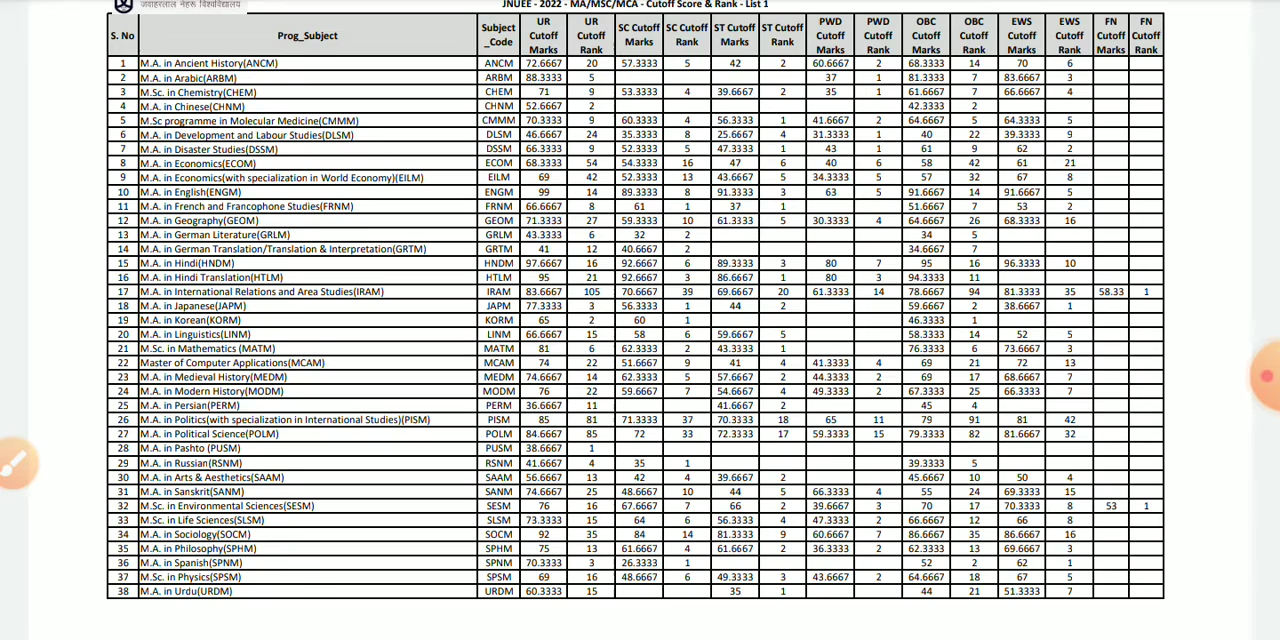 जवाहरलाल नेहरू विश्वविद्यालय
JNUEE - 2022 - MA/MSC/MCA - Cutoff Score & Rank - List 1
S. No Prog_Subject Subject _Code UR Cutoff Marks UR Cutoff Rank SC Cutoff Marks SC Cutoff Rank ST Cutoff Marks ST Cutoff Rank PWD Cutoff Marks PWD Cutoff Rank OBC Cutoff Marks OBC Cutoff Rank EWS Cutoff Marks EWS Cutoff Rank FN Cutoff Marks FN Cutoff Rank
1 M.A. in Ancient History(ANCM) ANCM 72.6667 20 57.3333 5 42 2 60.6667 2 68.3333 14 70 6
2 M.A. in Arabic(ARBM) ARBM 88.3333 5 37 1 81.3333 7 83.6667 3
3 M.Sc. in Chemistry(CHEM) CHEM 71 9 53.3333 4 39.6667 2 35 1 61.6667 7 66.6667 4
4 M.A. in Chinese(CHNM) CHNM 52.6667 2 42.3333 2
5 M.Sc programme in Molecular Medicine(CMMM) CMMM 70.3333 9 60.3333 4 56.3333 1 41.6667 2 64.6667 5 64.3333 5
6 M.A. in Development and Labour Studies(DLSM) DLSM 46.6667 24 35.3333 8 25.6667 4 31.3333 1 40 22 39.3333 9
7 M.A. in Disaster Studies(DSSM) DSSM 66.3333 9 52.3333 5 47.3333 1 43 1 61 9 62 2
8 M.A. in Economics(ECOM) ECOM 68.3333 54 54.3333 16 47 6 40 6 58 42 61 21
9 M.A. in Economics(with specialization in World Economy)(EILM) EILM 69 42 52.3333 13 43.6667 5 34.3333 5 57 32 67 8
10 M.A. in English(ENGM) ENGM 99 14 89.3333 8 91.3333 3 63 5 91.6667 14 91.6667 5
11 M.A. in French and Francophone Studies(FRNM) FRNM 66.6667 8 61 1 37 1 51.6667 7 53 2
12 M.A. in Geography(GEOM) GEOM 71.3333 27 59.3333 10 61.3333 5 30.3333 4 64.6667 26 68.3333 16
13 M.A. in German Literature(GRLM) GRLM 43.3333 6 32 2 34 5
14 M.A. in German Translation/Translation & Interpretation(GRTM) GRTM 41 12 40.6667 2 34.6667 7
15 M.A. in Hindi(HNDM) HNDM 97.6667 16 92.6667 6 89.3333 3 80 7 95 16 96.3333 10
16 M.A. in Hindi Translation(HTLM) HTLM 95 21 92.6667 3 86.6667 1 80 3 94.3333 11
17 M.A. in International Relations and Area Studies(IRAM) IRAM 83.6667 105 70.6667 39 69.6667 20 61.3333 14 78.6667 94 81.3333 35 58.33 1
18 M.A. in Japanese(JAPM) JAPM 77.3333 3 56.3333 1 44 2 59.6667 2 38.6667 1
19 M.A. in Korean(KORM) KORM 65 2 60 1 46.3333 1
20 M.A. in Linguistics(LINM) LINM 66.6667 15 58 6 59.6667 5 58.3333 14 52 5
21 M.Sc. in Mathematics (MATM) MATM 81 6 62.3333 2 43.3333 1 76.3333 6 73.6667 3
22 Master of Computer Applications(MCAM) MCAM 74 22 51.6667 9 41 4 41.3333 4 69 21 72 13
23 M.A. in Medieval History(MEDM) MEDM 74.6667 14 62.3333 5 57.6667 2 44.3333 2 69 17 68.6667 7
24 M.A. in Modern History(MODM) MODM 76 22 59.6667 7 54.6667 4 49.3333 2 67.3333 25 66.3333 7
25 M.A. in Persian(PERM) PERM 36.6667 11 41.6667 2 45 4
26 M.A. in Politics(with specialization in International Studies)(PISM) PISM 85 81 71.3333 37 70.3333 18 65 11 79 91 81 42
27 M.A. in Political Science(POLM) POLM 84.6667 85 72 33 72.3333 17 59.3333 15 79.3333 82 81.6667 32
28 M.A. in Pashto (PUSM) PUSM 38.6667 1
29 M.A. in Russian(RSNM) RSNM 41.6667 4 35 1 39.3333 5
30 M.A. in Arts & Aesthetics(SAAM) SAAM 56.6667 13 42 4 39.6667 2 45.6667 10 50 4
31 M.A. in Sanskrit(SANM) SANM 74.6667 25 48.6667 10 44 5 66.3333 4 55 24 69.3333 15
32 M.Sc. in Environmental Sciences(SESM) SESM 76 16 67.6667 7 66 2 39.6667 3 70 17 70.3333 8 53 1
33 M.Sc. in Life Sciences(SLSM) SLSM 73.3333 15 64 6 56.3333 4 47.3333 2 66.6667 12 66 8
34 M.A. in Sociology(SOCM) SOCM 92 35 84 14 81.3333 9 60.6667 7 86.6667 35 86.6667 16
35 M.A. in Philosophy(SPHM) SPHM 75 13 61.6667 4 61.6667 2 36.3333 2 62.3333 13 69.6667 3
36 M.A. in Spanish(SPNM) SPNM 70.3333 3 26.3333 1 52 2 62 1
37 M.Sc. in Physics(SPSM) SPSM 69 16 48.6667 6 49.3333 3 43.6667 2 64.6667 18 67 5
38 M.A. in Urdu(URDM) URDM 60.3333 15 35 1 44 21 51.3333 7